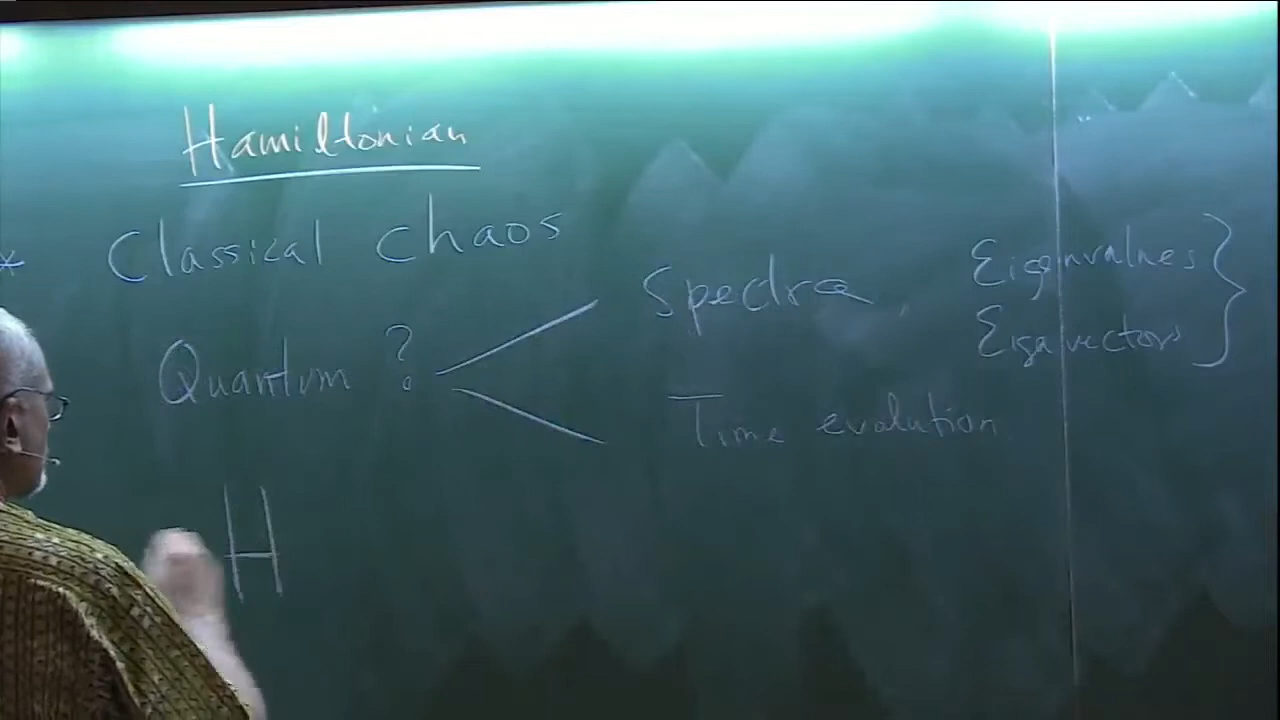 Hamiltonian
* Classical chaos
Quantum ?
Spectra,
Eigenvalues
Eigenvectors }
Time evolution
H